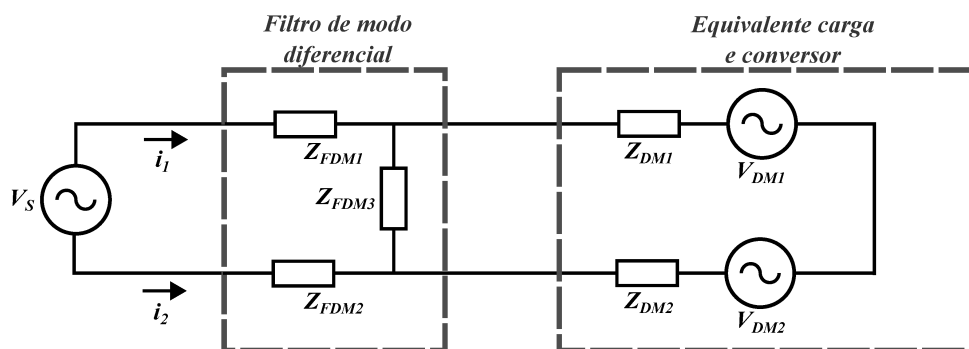 Filtro de modo
diferencial
Equivalente carga
e conversor
i1
ZFDM1
ZDM1
VDM1
VS
ZFDM3
i2
ZFDM2
ZDM2
VDM2